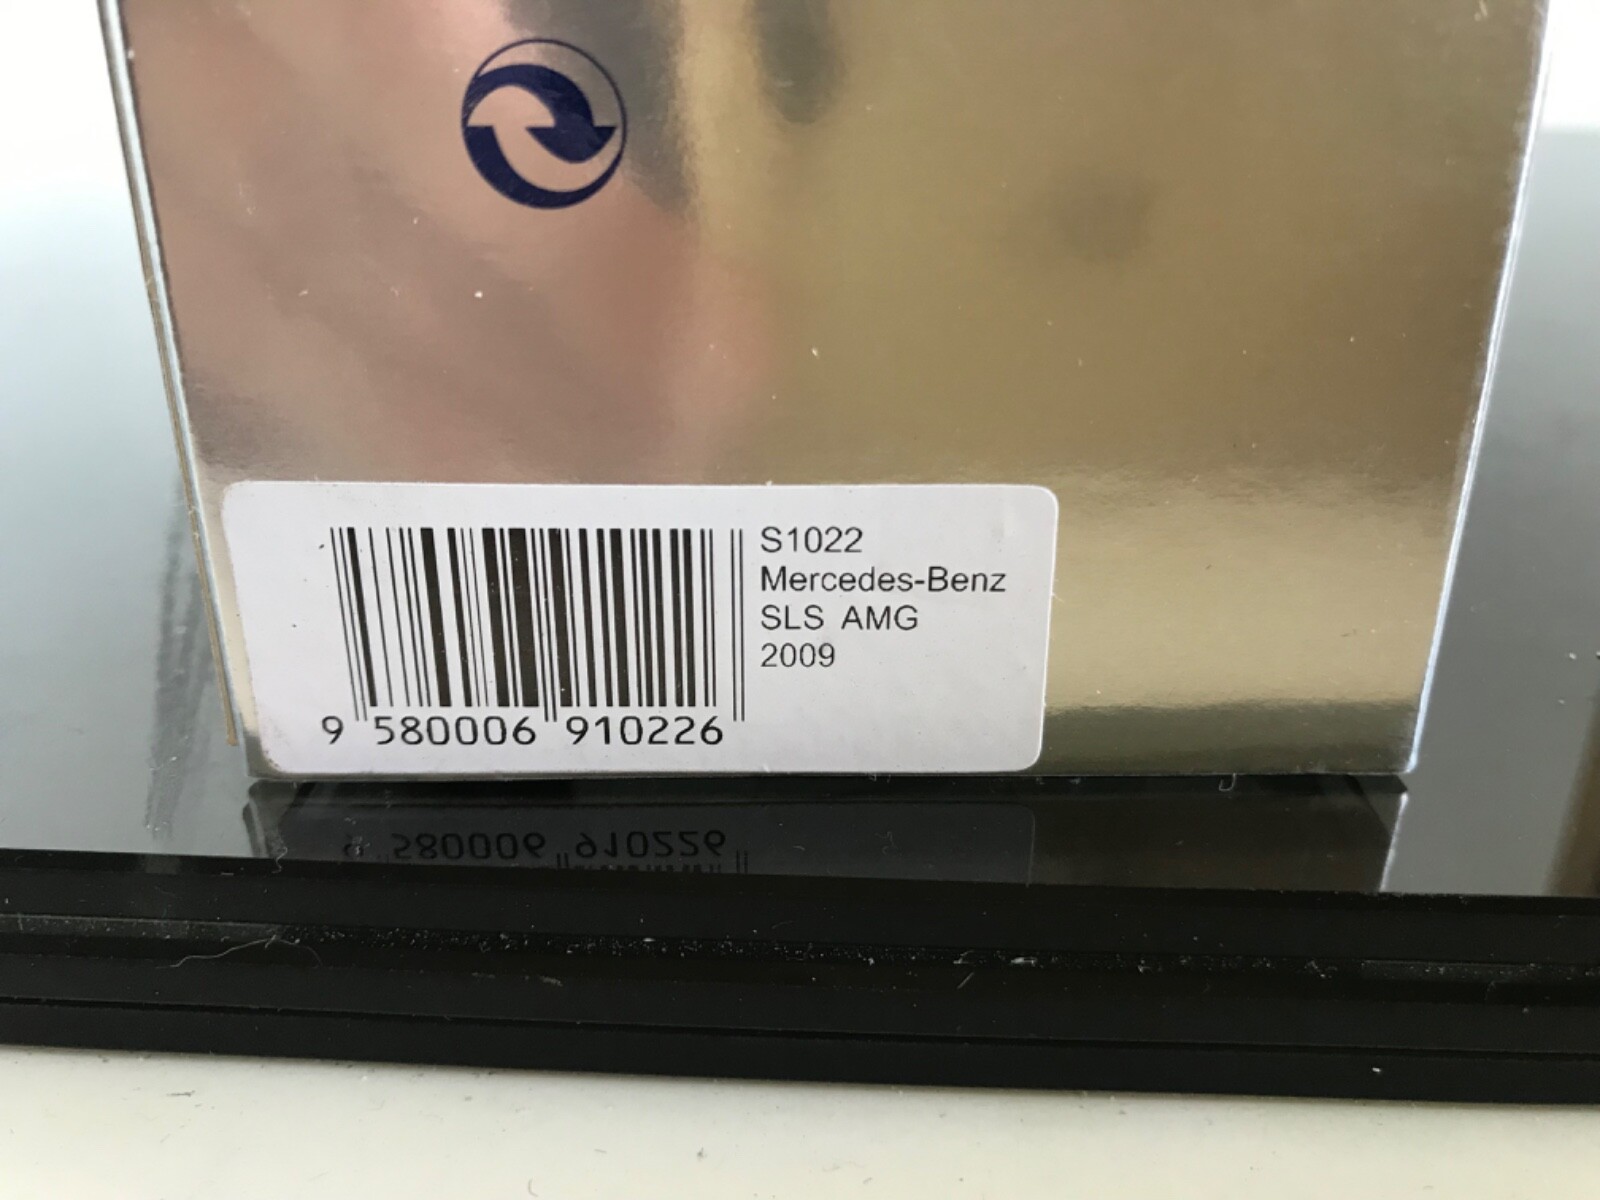 S1022
Mercedes-Benz
SLS AMG
2009
9 580006 910226